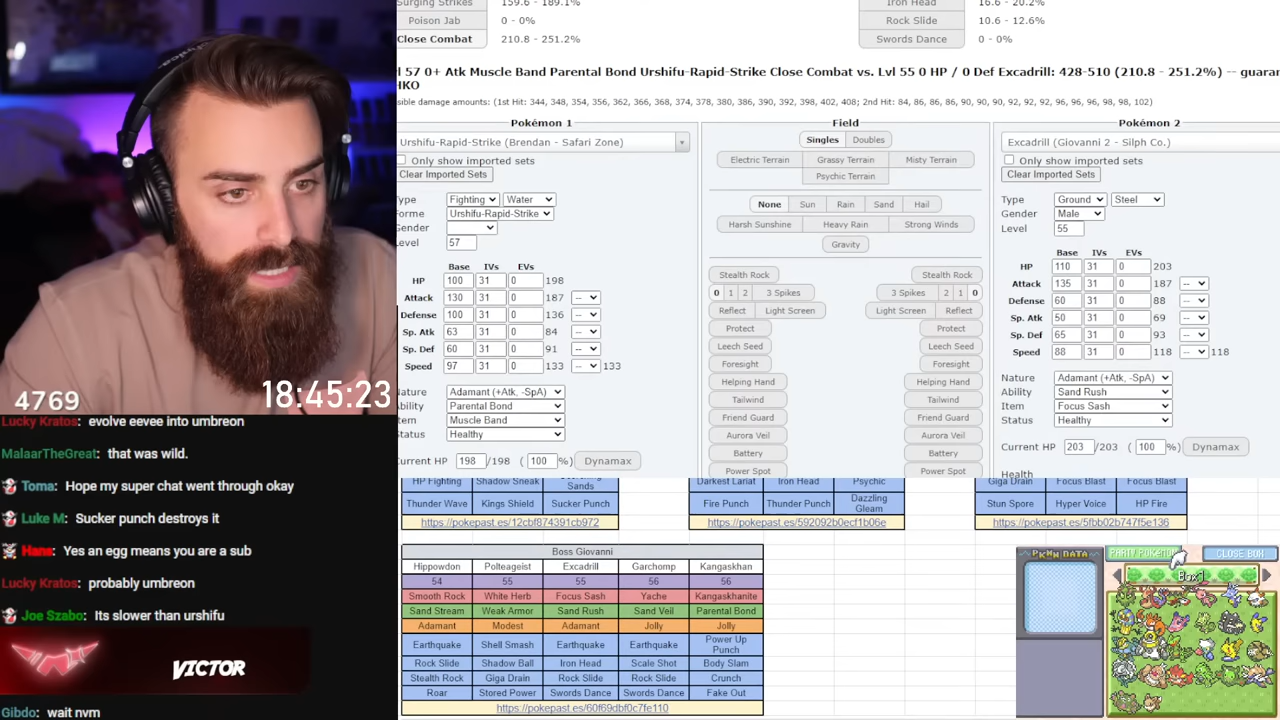 Surging Strikes 159.6 - 189.1%
Poison Jab 0 - 0%
Close Combat 210.8 - 251.2%
Iron Head 16.6 - 20.2%
Rock Slide 10.6 - 12.6%
Swords Dance 0 - 0%
l 57 0+ Atk Muscle Band Parental Bond Urshifu-Rapid-Strike Close Combat vs. Lvl 55 0 HP / 0 Def Excadrill: 428-510 (210.8 - 251.2%) -- guaran
HKO
sible damage amounts: (1st Hit: 344, 348, 354, 356, 362, 366, 368, 374, 378, 380, 386, 390, 392, 398, 402, 408; 2nd Hit: 84, 86, 86, 86, 90, 90, 90, 92, 92, 92, 96, 96, 98, 98, 98, 102)
Pokémon 1
Urshifu-Rapid-Strike (Brendan - Safari Zone)
Only show imported sets
Clear Imported Sets
Type Fighting Water
Forme Urshifu-Rapid-Strike
Gender
Level 57
Base IVs EVs
HP 100 31 0 198
Attack 130 31 0 187 --
Defense 100 31 0 136 --
Sp. Atk 63 31 0 84 --
Sp. Def 60 31 0 91 --
Speed 97 31 0 133 -- 133
Nature Adamant (+Atk, -SpA)
Ability Parental Bond
Item Muscle Band
Status Healthy
Current HP 198 /198 ( 100 %) Dynamax
Field
Singles Doubles
Electric Terrain Grassy Terrain Misty Terrain
Psychic Terrain
None Sun Rain Sand Hail
Harsh Sunshine Heavy Rain Strong Winds
Gravity
Stealth Rock Stealth Rock
0 1 2 3 Spikes 3 Spikes 2 1 0
Reflect Light Screen Light Screen Reflect
Protect Protect
Leech Seed Leech Seed
Foresight Foresight
Helping Hand Helping Hand
Tailwind Tailwind
Friend Guard Friend Guard
Aurora Veil Aurora Veil
Battery Battery
Power Spot Power Spot
Pokémon 2
Excadrill (Giovanni 2 - Silph Co.)
Only show imported sets
Clear Imported Sets
Type Ground Steel
Gender Male
Level 55
Base IVs EVs
HP 110 31 0 203
Attack 135 31 0 187 --
Defense 60 31 0 88 --
Sp. Atk 50 31 0 69 --
Sp. Def 65 31 0 93 --
Speed 88 31 0 118 -- 118
Nature Adamant (+Atk, -SpA)
Ability Sand Rush
Item Focus Sash
Status Healthy
Current HP 203 /203 ( 100 %) Dynamax
Health
4769
18:45:23
Lucky Kratos: evolve eevee into umbreon
MalaarTheGreat: that was wild.
Toma: Hope my super chat went through okay
Luke M: Sucker punch destroys it
Hans: Yes an egg means you are a sub
Lucky Kratos: probably umbreon
Joe Szabo: Its slower than urshifu
VICTOR
Gibdo: wait nvm
HP Fighting Shadow Sneak Sands
Thunder Wave Kings Shield Sucker Punch
https://pokepast.es/12cbf874391cb972
Darkest Lariat Iron Head Psychic
Fire Punch Thunder Punch Dazzling Gleam
https://pokepast.es/592092b0ecf1b06e
Giga Drain Focus Blast Focus Blast
Stun Spore Hyper Voice HP Fire
https://pokepast.es/5fbb02b747f5e136
Boss Giovanni
Hippowdon Polteageist Excadrill Garchomp Kangaskhan
54 55 55 56 56
Smooth Rock White Herb Focus Sash Yache Kangaskhanite
Sand Stream Weak Armor Sand Rush Sand Veil Parental Bond
Adamant Modest Adamant Jolly Jolly
Earthquake Shell Smash Earthquake Earthquake Power Up Punch
Rock Slide Shadow Ball Iron Head Scale Shot Body Slam
Stealth Rock Giga Drain Rock Slide Rock Slide Crunch
Roar Stored Power Swords Dance Swords Dance Fake Out
https://pokepast.es/60f69dbf0c7fe110
PKMN DATA
PARTY POKéMON
CLOSE BOX
Box1